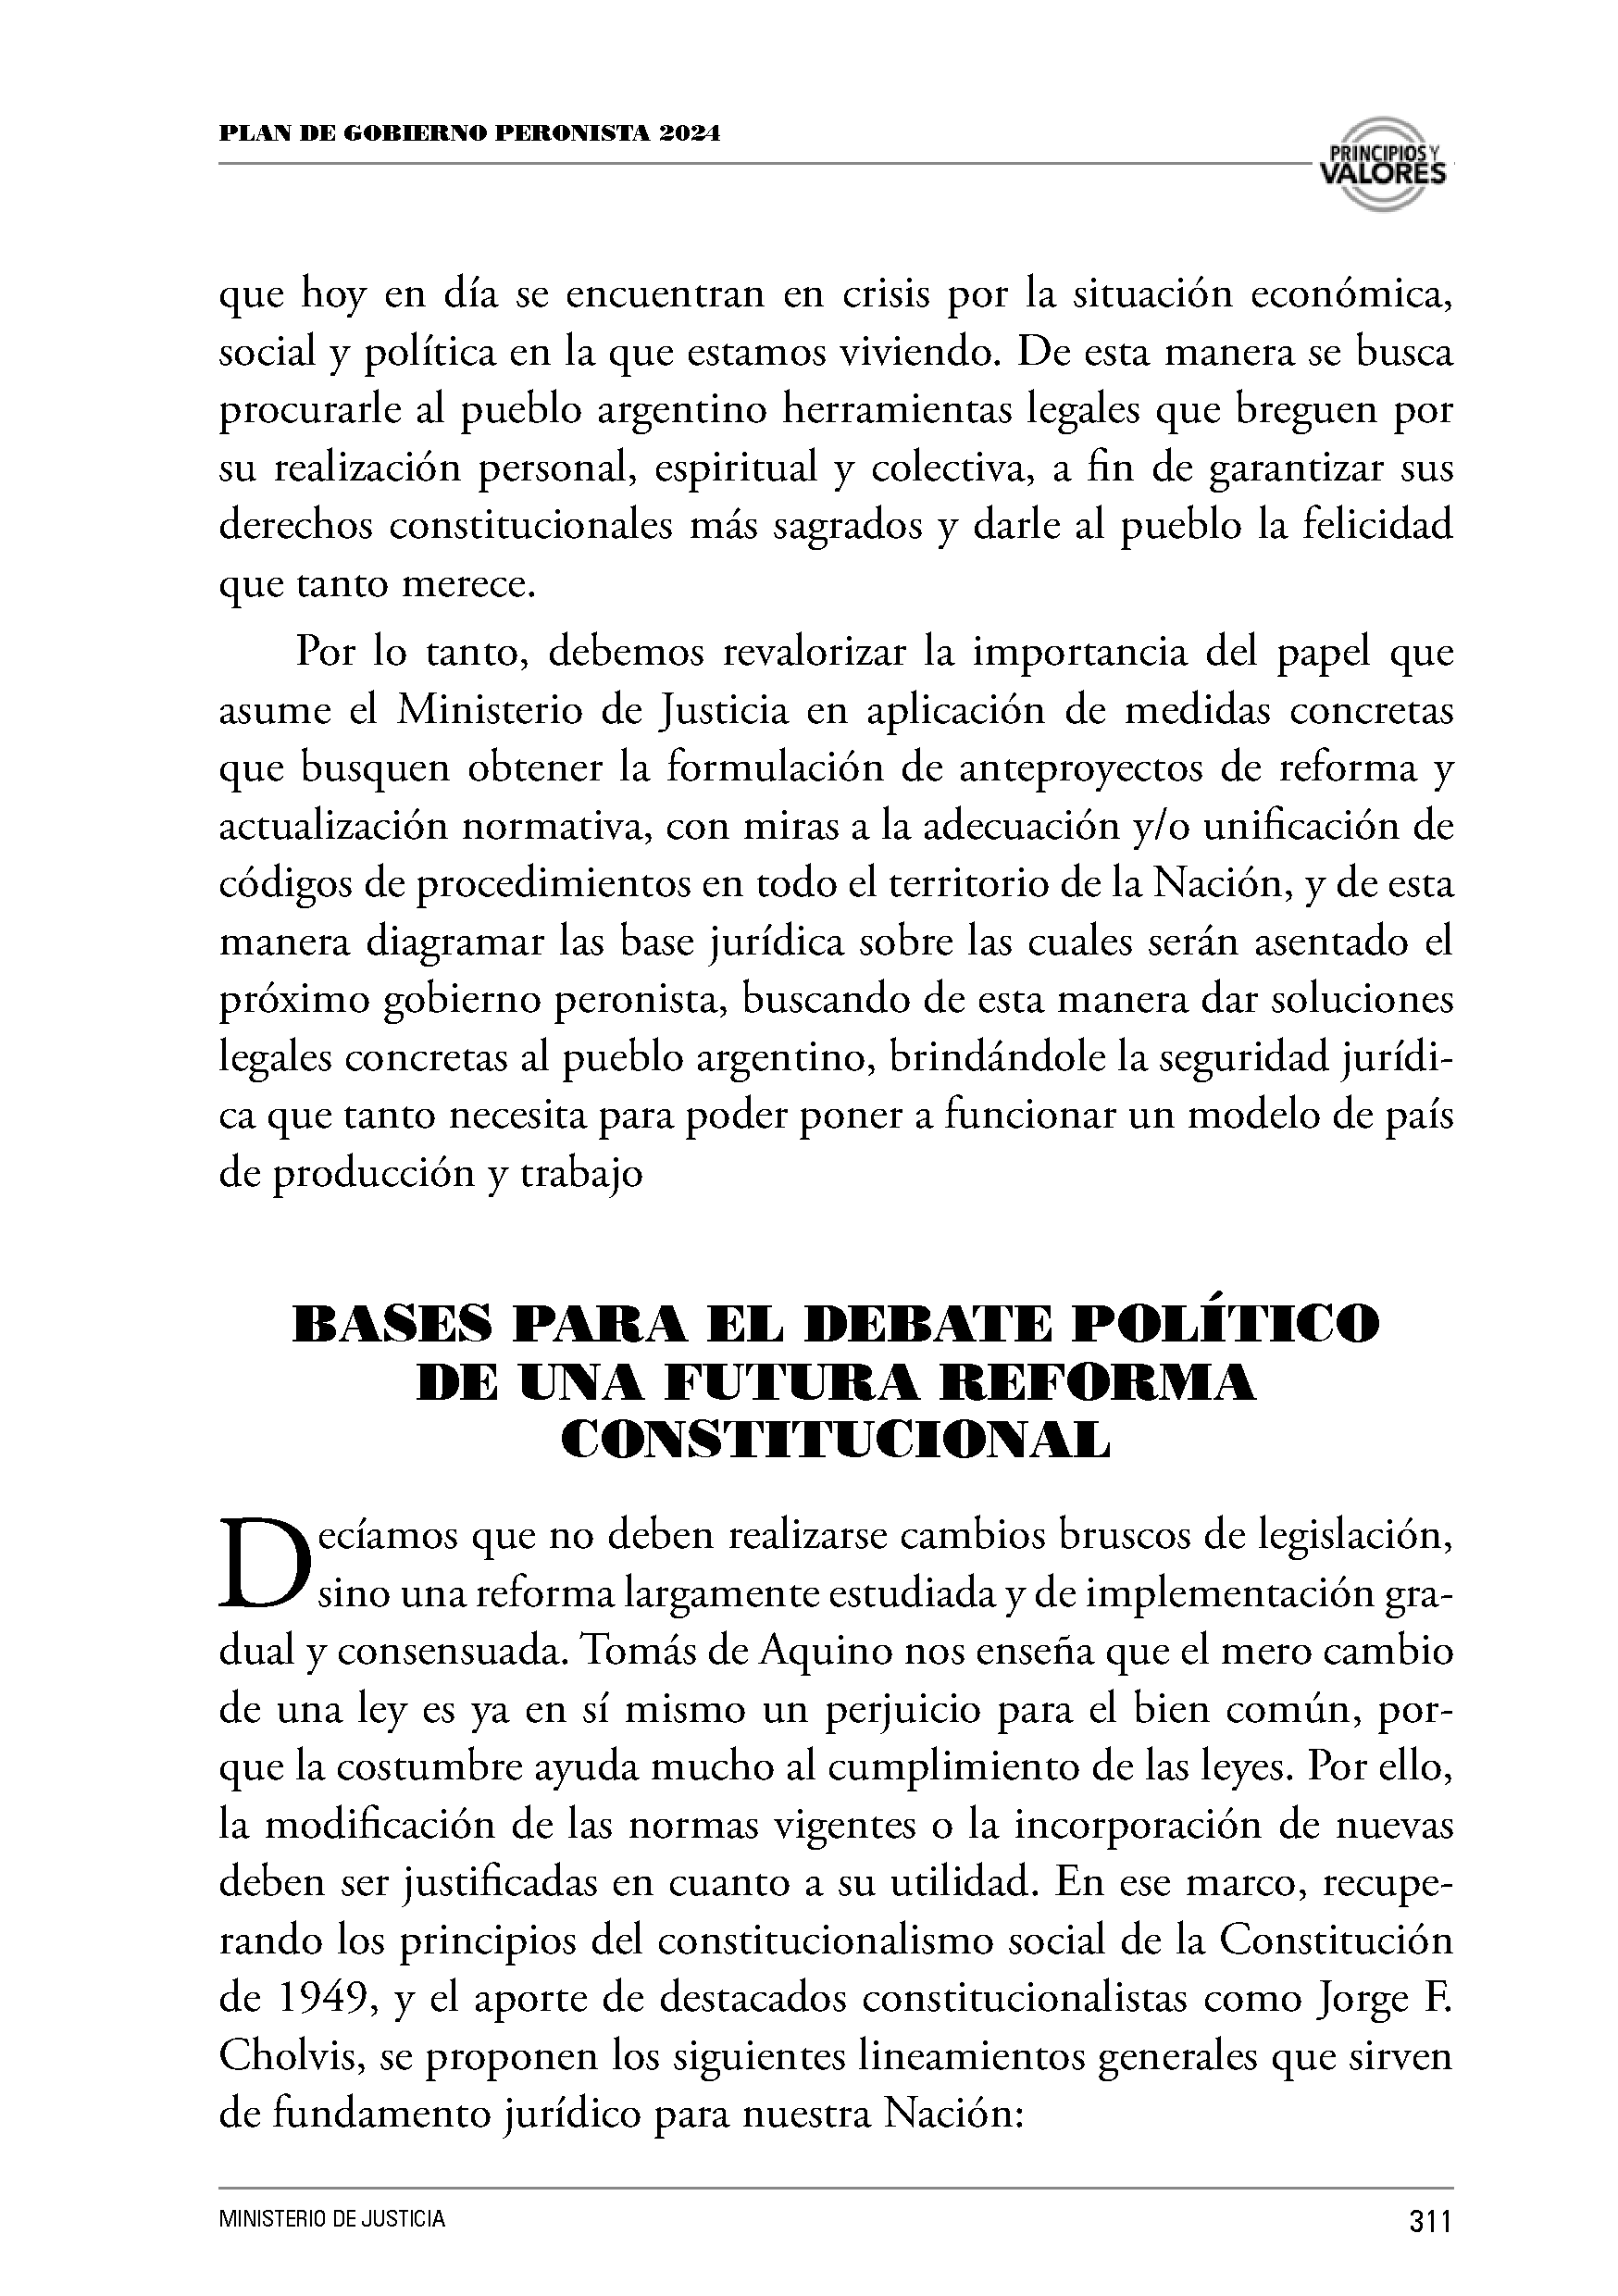 PLAN DE GOBIERNO PERONISTA 2024
PRINCIPIOS Y
VALORES
que hoy en día se encuentran en crisis por la situación económica,
social y política en la que estamos viviendo. De esta manera se busca
procurarle al pueblo argentino herramientas legales que breguen por
su realización personal, espiritual y colectiva, a fin de garantizar sus
derechos constitucionales más sagrados y darle al pueblo la felicidad
que tanto merece.
Por lo tanto, debemos revalorizar la importancia del papel que
asume el Ministerio de Justicia en aplicación de medidas concretas
que busquen obtener la formulación de anteproyectos de reforma y
actualización normativa, con miras a la adecuación y/o unificación de
códigos de procedimientos en todo el territorio de la Nación, y de esta
manera diagramar las base jurídica sobre las cuales serán asentado el
próximo gobierno peronista, buscando de esta manera dar soluciones
legales concretas al pueblo argentino, brindándole la seguridad jurídi-
ca que tanto necesita para poder poner a funcionar un modelo de país
de producción y trabajo
BASES PARA EL DEBATE POLÍTICO
DE UNA FUTURA REFORMA
CONSTITUCIONAL
Decíamos que no deben realizarse cambios bruscos de legislación,
sino una reforma largamente estudiada y de implementación gra-
dual y consensuada. Tomás de Aquino nos enseña que el mero cambio
de una ley es ya en sí mismo un perjuicio para el bien común, por-
que la costumbre ayuda mucho al cumplimiento de las leyes. Por ello,
la modificación de las normas vigentes o la incorporación de nuevas
deben ser justificadas en cuanto a su utilidad. En ese marco, recupe-
rando los principios del constitucionalismo social de la Constitución
de 1949, y el aporte de destacados constitucionalistas como Jorge F.
Cholvis, se proponen los siguientes lineamientos generales que sirven
de fundamento jurídico para nuestra Nación:
MINISTERIO DE JUSTICIA
311